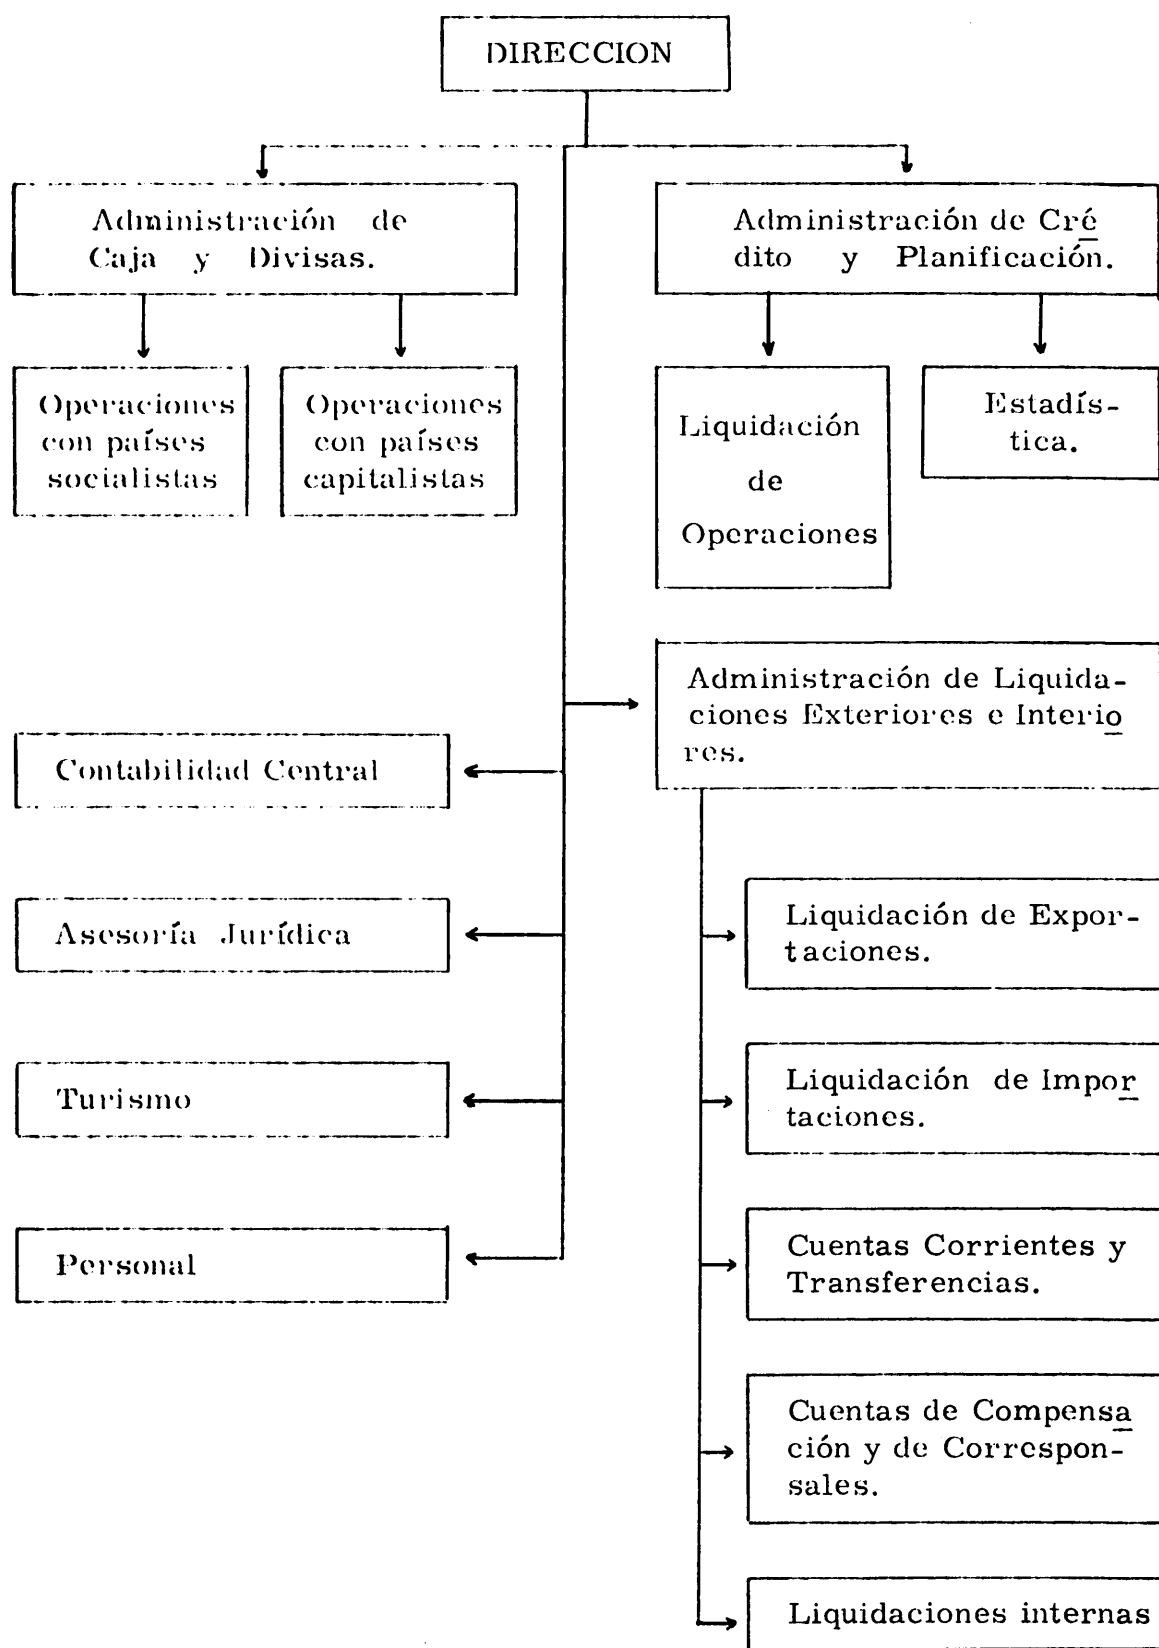 DIRECCION
Administración de
Caja y Divisas.
Administración de Cré
dito y Planificación.
Operaciones
con países
socialistas
Operaciones
con países
capitalistas
Liquidación
de
Operaciones
Estadís-
tica.
Administración de Liquida-
ciones Exteriores e Interio
res.
Contabilidad Central
Asesoría Jurídica
Turismo
Personal
Liquidación de Expor-
taciones.
Liquidación de Impor
taciones.
Cuentas Corrientes y
Transferencias.
Cuentas de Compensa
ción y de Correspon-
sales.
Liquidaciones internas